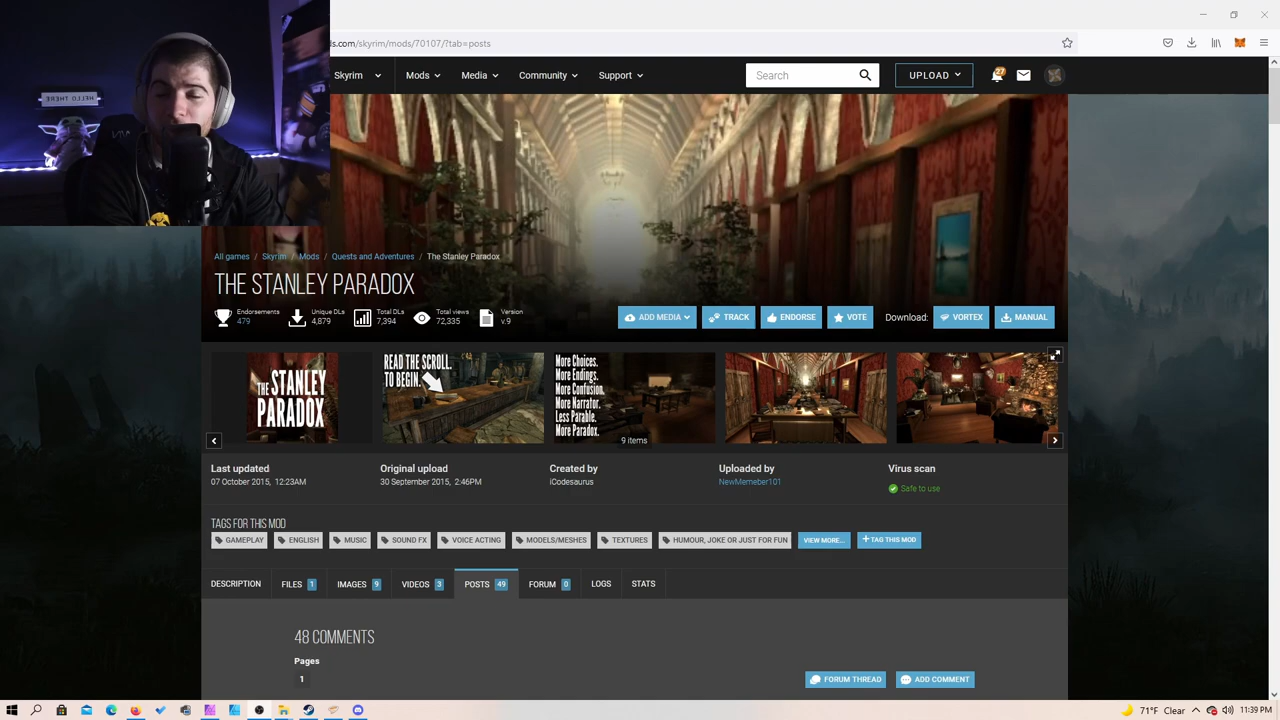 ds.com/skyrim/mods/70107/?tab=posts
Skyrim Mods Media Community Support Search UPLOAD 27
All games / Skyrim / Mods / Quests and Adventures / The Stanley Paradox
THE STANLEY PARADOX
Endorsements 479
Unique DLs 4,879
Total DLs 7,394
Total views 72,335
Version v.9
ADD MEDIA TRACK ENDORSE VOTE Download: VORTEX MANUAL
THE STANLEY PARADOX
READ THE SCROLL.
TO BEGIN.
More Choices.
More Endings.
More Confusion.
More Narrator.
Less Parable.
More Paradox.
9 items
Last updated
07 October 2015, 12:23AM
Original upload
30 September 2015, 2:46PM
Created by
iCodesaurus
Uploaded by
NewMemeber101
Virus scan
Safe to use
TAGS FOR THIS MOD
GAMEPLAY ENGLISH MUSIC SOUND FX VOICE ACTING MODELS/MESHES TEXTURES HUMOUR, JOKE OR JUST FOR FUN VIEW MORE... + TAG THIS MOD
DESCRIPTION FILES 1 IMAGES 9 VIDEOS 3 POSTS 49 FORUM 0 LOGS STATS
48 COMMENTS
Pages
1
FORUM THREAD ADD COMMENT
71°F Clear 11:39 PM